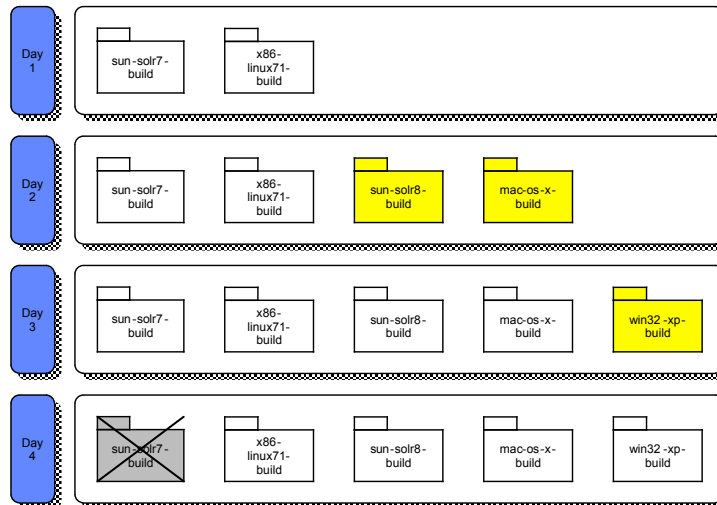 Day
1
sun-solr7-
build
x86-
linux71-
build
Day
2
sun-solr7-
build
x86-
linux71-
build
sun-solr8-
build
mac-os-x-
build
Day
3
sun-solr7-
build
x86-
linux71-
build
sun-solr8-
build
mac-os-x-
build
win32-xp-
build
Day
4
sun-solr7-
build
x86-
linux71-
build
sun-solr8-
build
mac-os-x-
build
win32-xp-
build